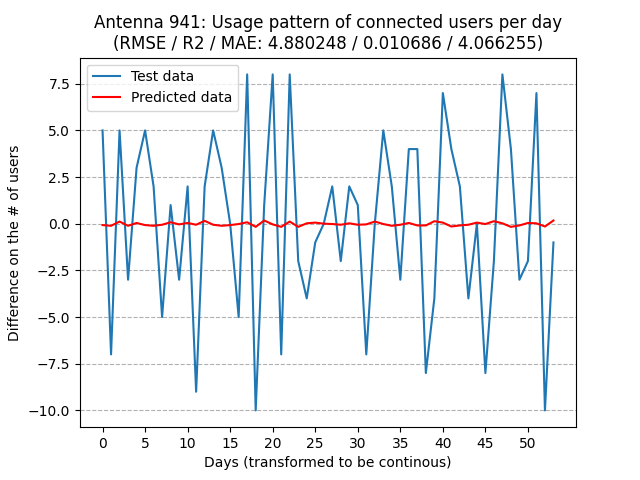 Antenna 941: Usage pattern of connected users per day
(RMSE / R2 / MAE: 4.880248 / 0.010686 / 4.066255)
Test data
Predicted data
Difference on the # of users
7.5
5.0
2.5
0.0
−2.5
−5.0
−7.5
−10.0
0 5 10 15 20 25 30 35 40 45 50
Days (transformed to be continous)